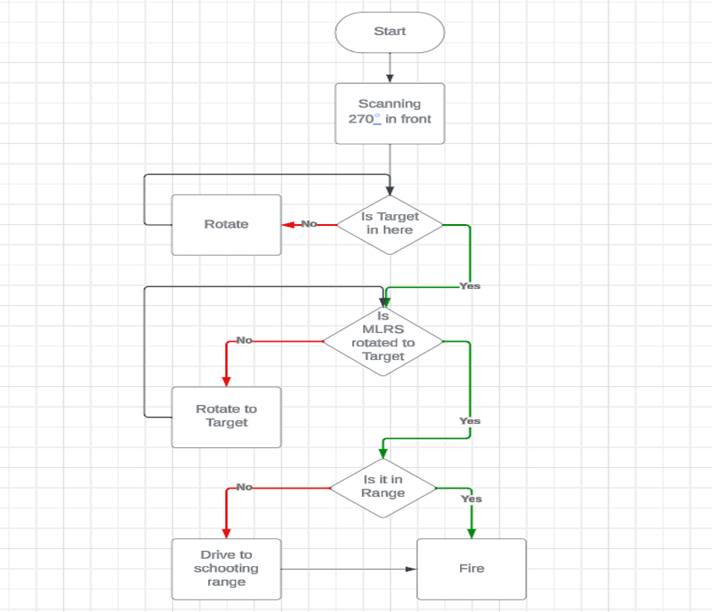 Start
Scanning
270° in front
Is Target
in here
No
Rotate
Yes
Is
MLRS
rotated to
Target
No
Rotate to
Target
Yes
Is it in
Range
No
Yes
Drive to
schooting
range
Fire